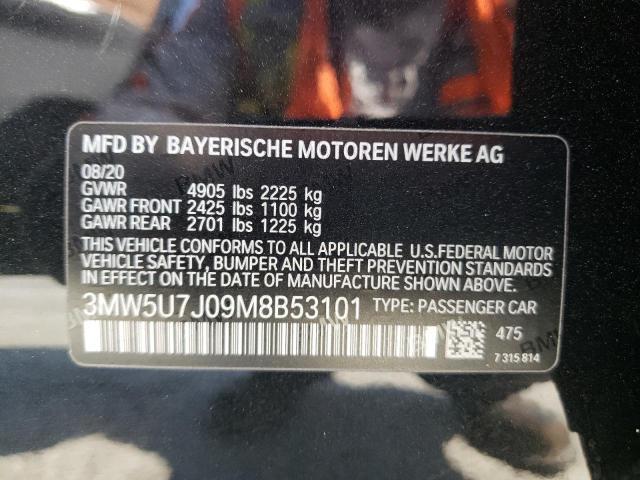 MFD BY BAYERISCHE MOTOREN WERKE AG
08/20
GVWR 4905 lbs 2225 kg
GAWR FRONT 2425 lbs 1100 kg
GAWR REAR 2701 lbs 1225 kg
THIS VEHICLE CONFORMS TO ALL APPLICABLE U.S.FEDERAL MOTOR
VEHICLE SAFETY, BUMPER AND THEFT PREVENTION STANDARDS
IN EFFECT ON THE DATE OF MANUFACTURE SHOWN ABOVE.
3MW5U7J09M8B53101 TYPE: PASSENGER CAR
475
7 315 814